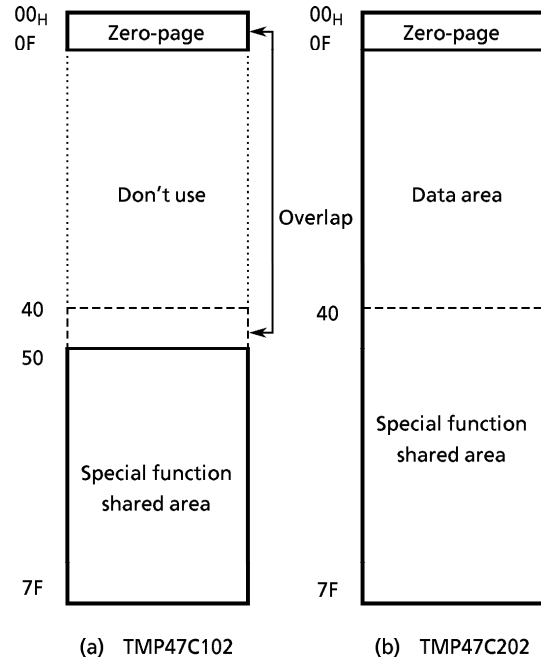 00H
Zero-page
0F
Don't use
Overlap
40
50
Special function
shared area
7F
(a) TMP47C102
00H
Zero-page
0F
Data area
40
Special function
shared area
7F
(b) TMP47C202